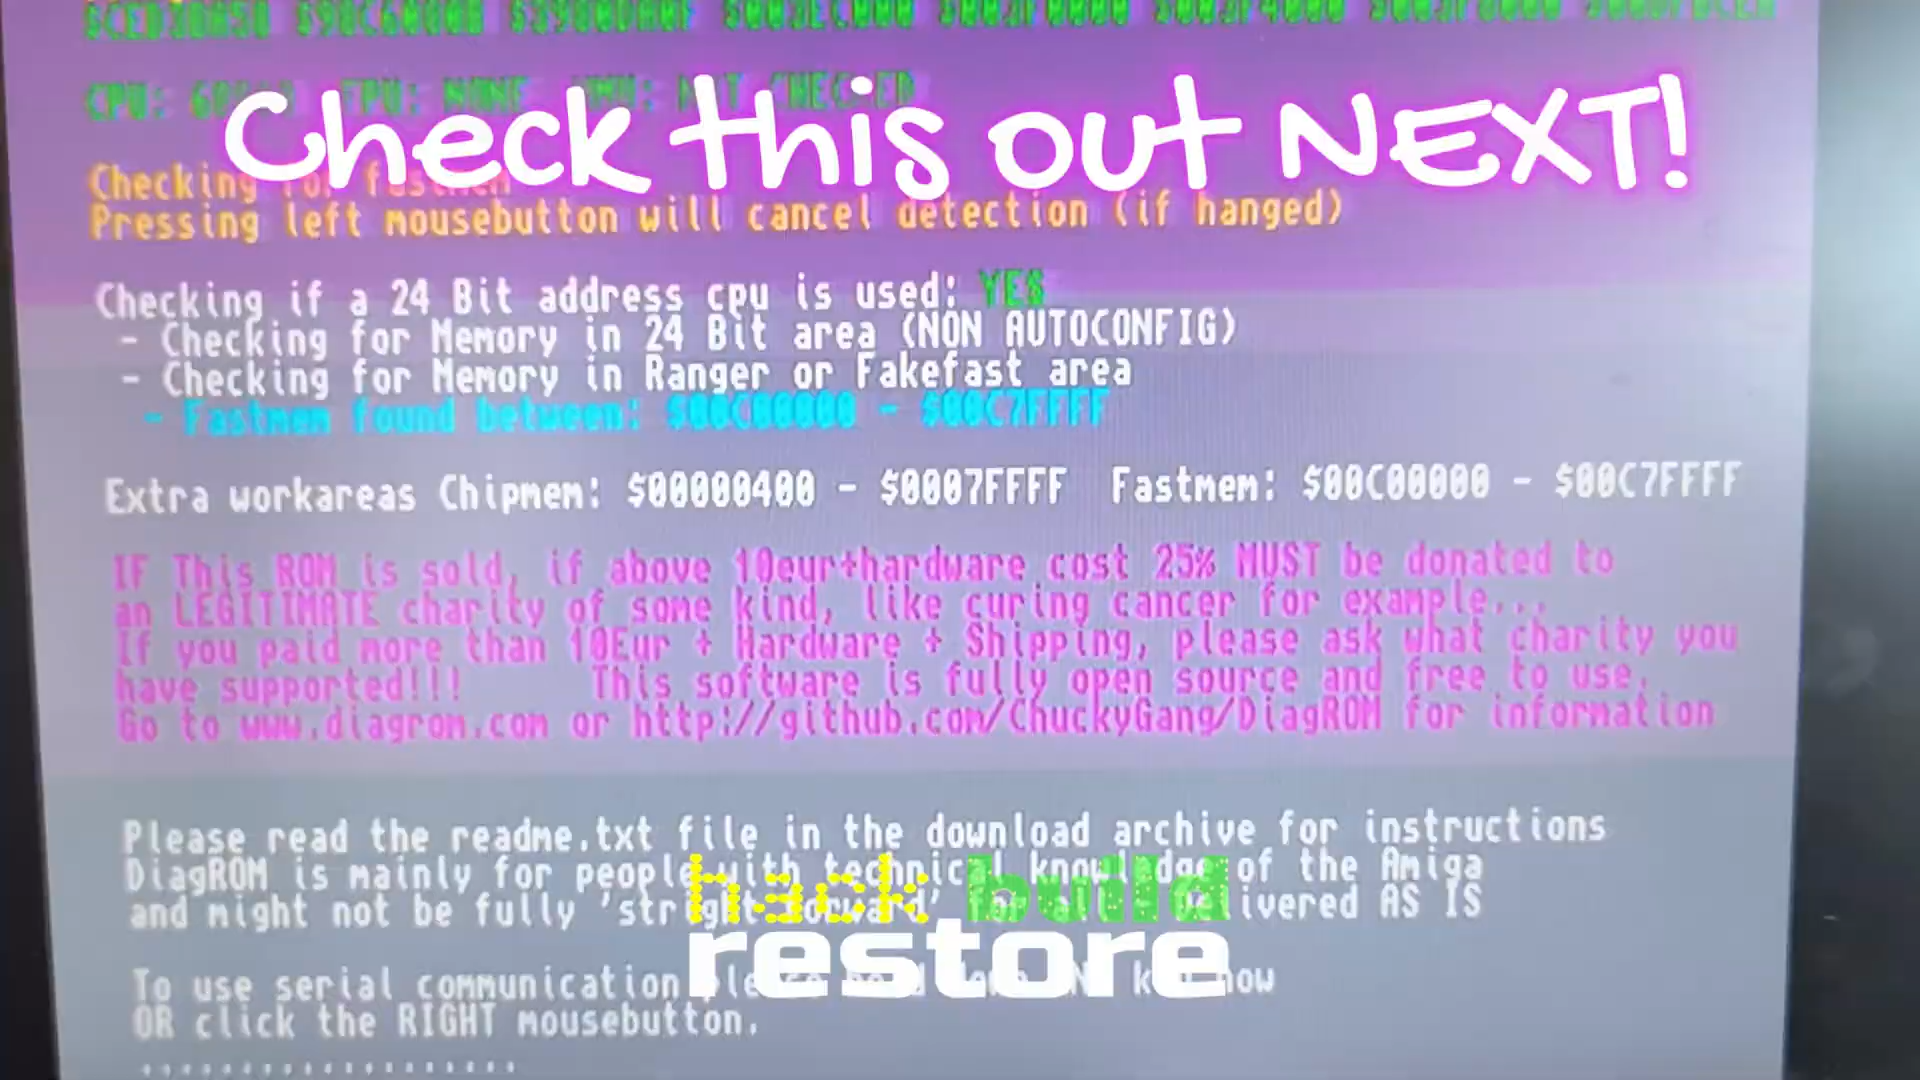 Check this out NEXT!
CPU: FPU: NONE
Checking for fastmem
Pressing left mousebutton will cancel detection (if hanged)
Checking if a 24 Bit address cpu is used: YES
- Checking for Memory in 24 Bit area (NON AUTOCONFIG)
- Checking for Memory in Ranger or Fakefast area
- Fastmem found between: $00C00000 - $00C7FFFF
Extra workareas Chipmem: $00000400 - $0007FFFF Fastmem: $00C00000 - $00C7FFFF
IF This ROM is sold, if above 10eur+hardware cost 25% MUST be donated to
an LEGITIMATE charity of some kind, like curing cancer for example...
If you paid more than 10Eur + Hardware + Shipping, please ask what charity you
have supported!!! This software is fully open source and free to use.
Go to www.diagrom.com or http://github.com/ChuckyGang/DiagROM for information
Please read the readme.txt file in the download archive for instructions
DiagROM is mainly for people with technical knowledge of the Amiga
and might not be fully AS IS
hack build
restore
To use serial communication
OR click the RIGHT mousebutton.
....................